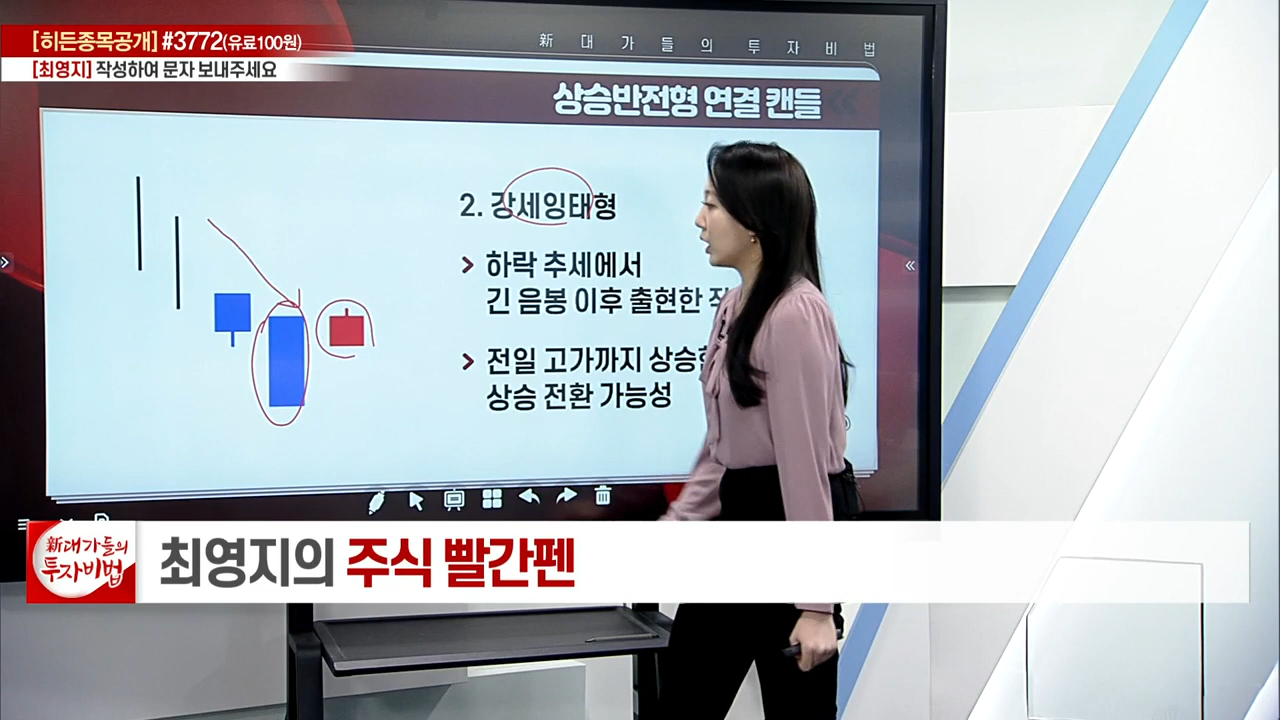 [히든종목공개] #3772(유료100원)
[최영지] 작성하여 문자 보내주세요
新 대 가 들 의 투 자 비 법
상승반전형 연결 캔들
2. 강세잉태형
하락 추세에서
긴 음봉 이후 출현한
전일 고가까지 상승
상승 전환 가능성
新대가들의
투자비법
최영지의 주식 빨간펜